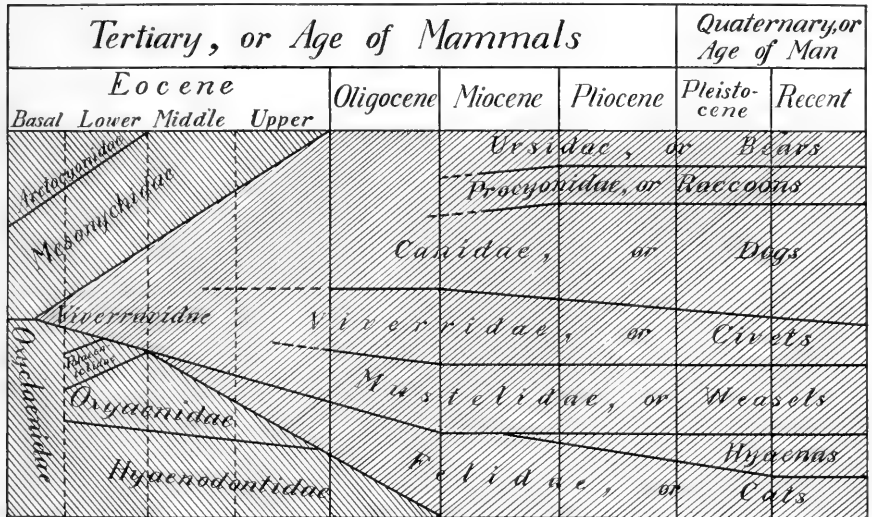 Tertiary, or Age of Mammals
Quaternary, or
Age of Man
Eocene
Basal Lower Middle Upper
Oligocene
Miocene
Pliocene
Pleisto-
cene
Recent
Arctocyonidae
Mesonychidae
Ursidae, or Bears
Procyonidae, or Raccoons
Canidae, or Dogs
Viverravidae
Viverridae, or Civets
Oxyclaenidae
Mustelidae, or Weasels
Oxyaenidae
Hyaenas
Hyaenodontidae
Felidae, or Cats